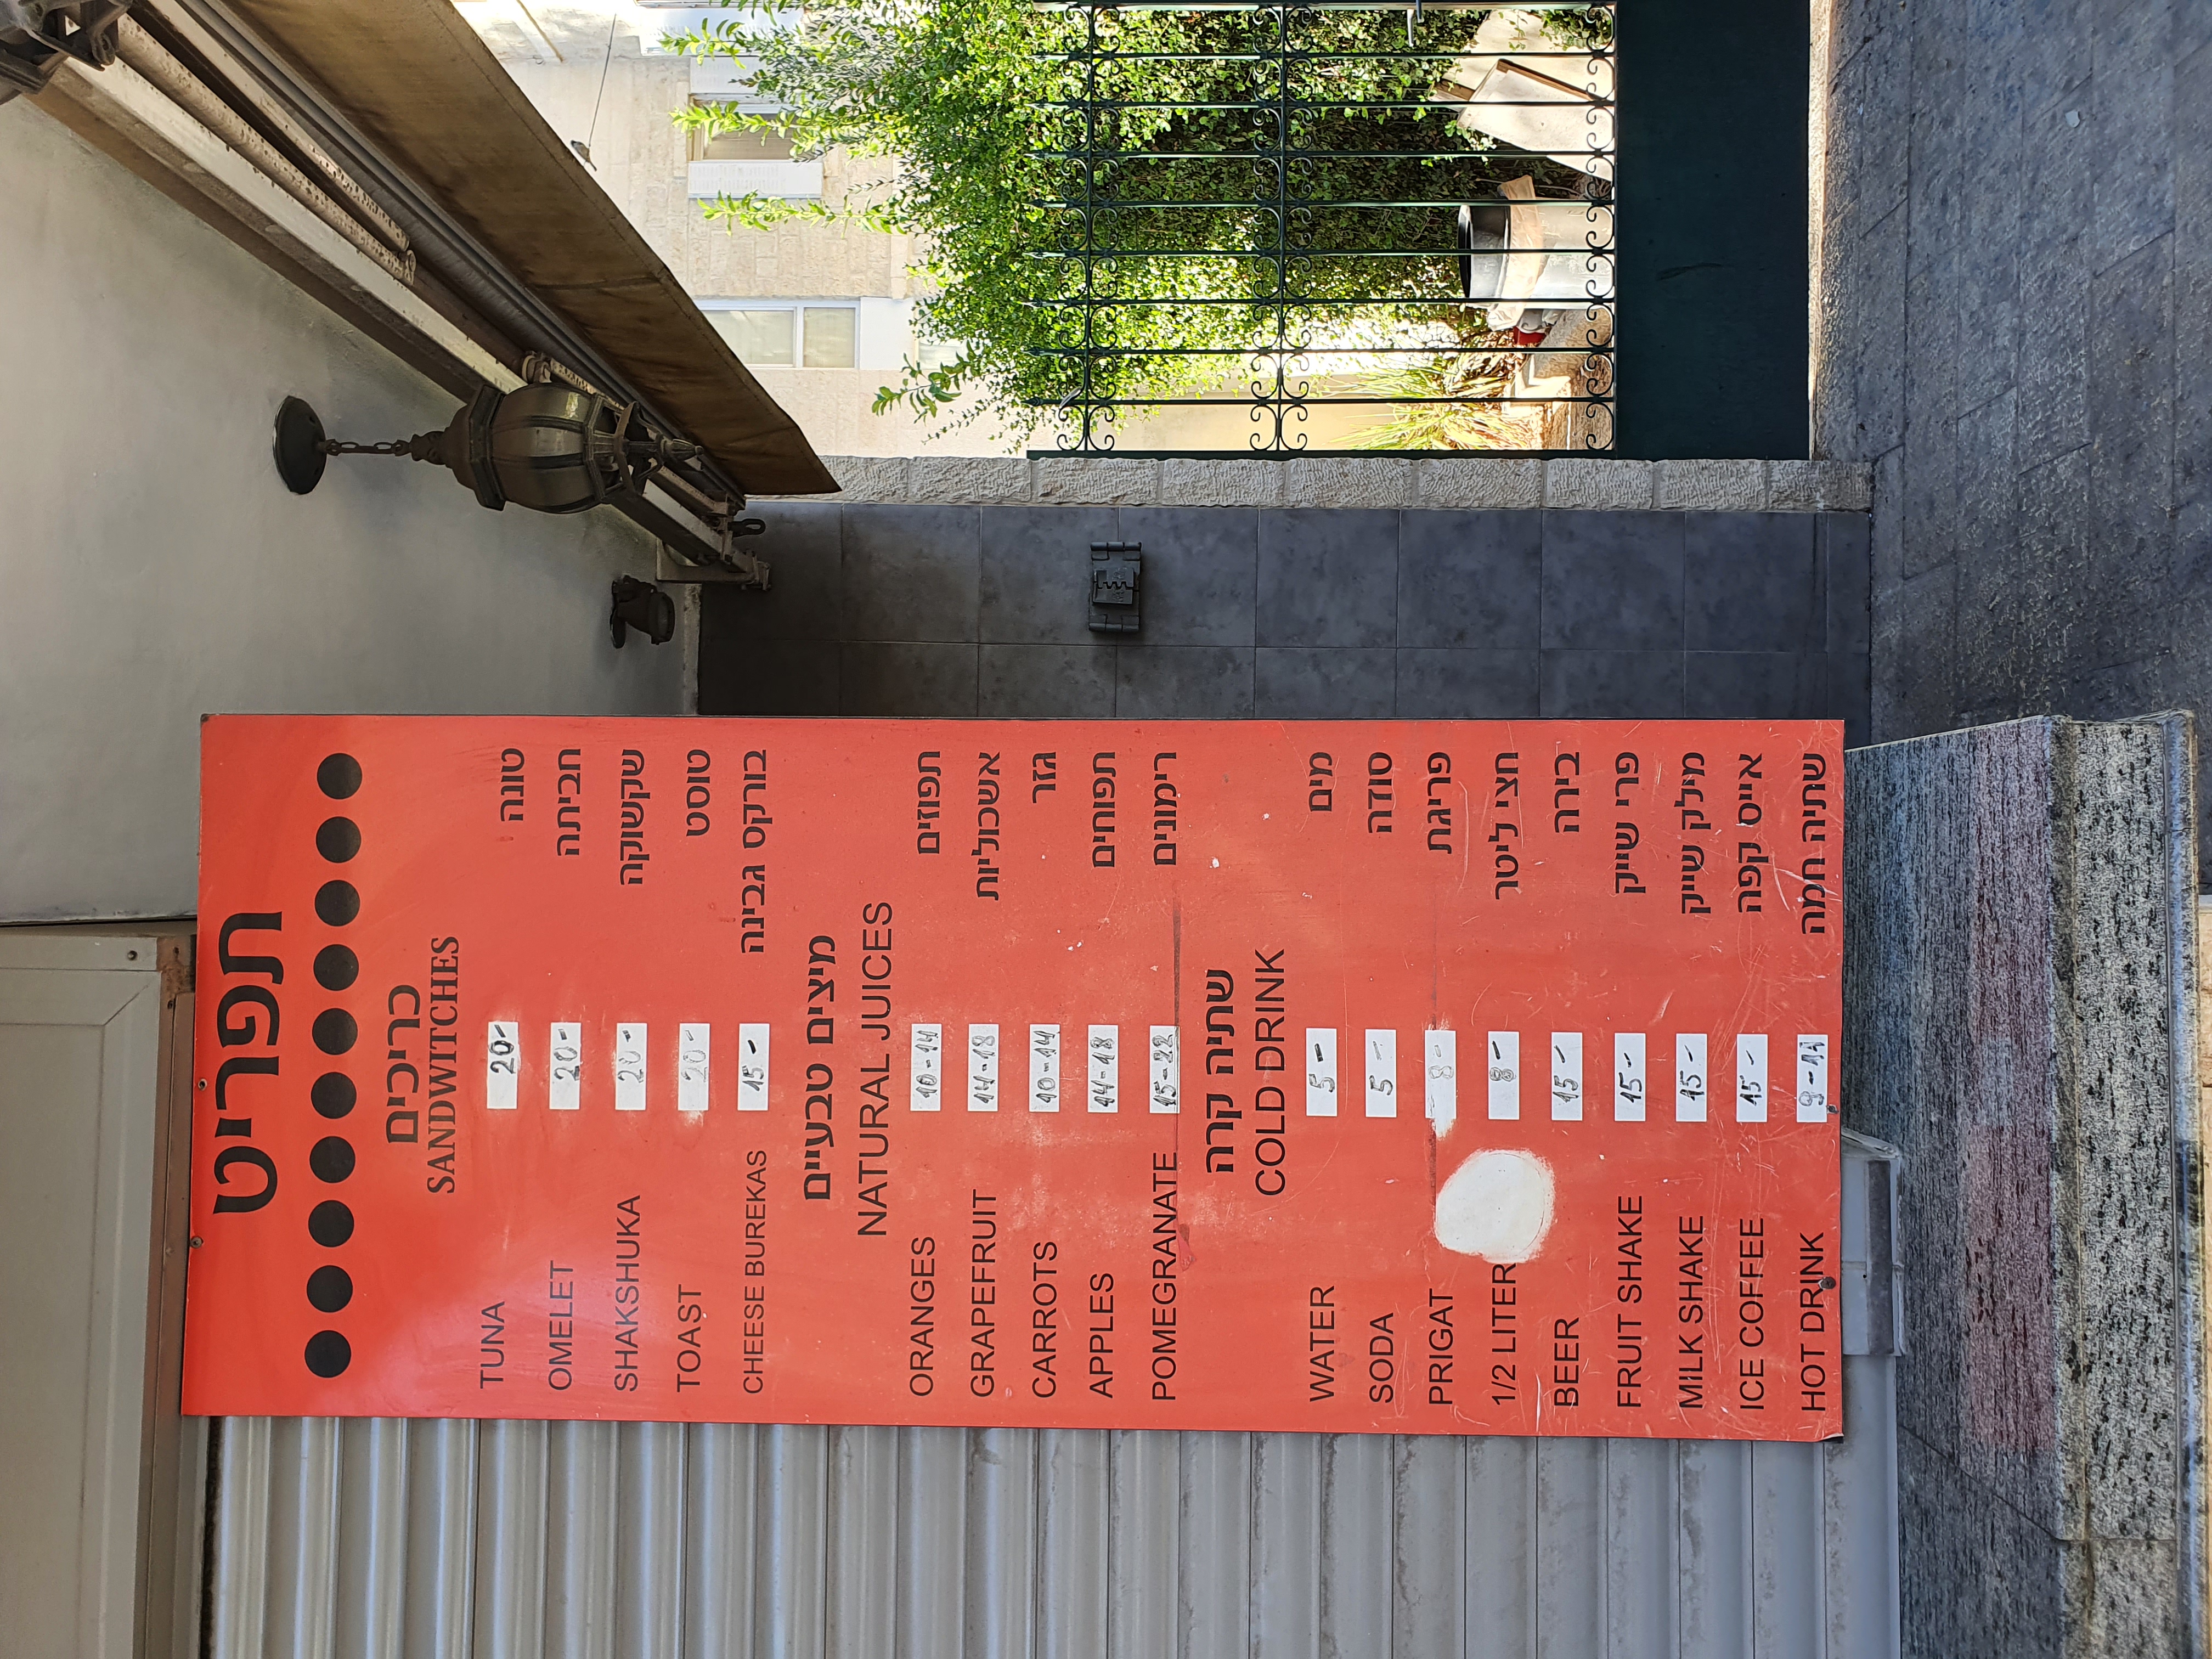 תפריט
כריכים
SANDWITCHES
TUNA 20- טונה
OMELET 20- חביתה
SHAKSHUKA 20- שקשוקה
TOAST 20- טוסט
CHEESE BUREKAS 15- בורקס גבינה
מיצים טבעיים
NATURAL JUICES
ORANGES 10-14 תפוזים
GRAPEFRUIT 14-18 אשכוליות
CARROTS 10-14 גזר
APPLES 14-18 תפוחים
POMEGRANATE 15-22 רימונים
שתיה קרה
COLD DRINK
WATER 5- מים
SODA 5- סודה
PRIGAT 8- פריגת
1/2 LITER 8- חצי ליטר
BEER 15- בירה
FRUIT SHAKE 15- פרי שייק
MILK SHAKE 15- מילק שייק
ICE COFFEE 15- אייס קפה
HOT DRINK שתיה חמה